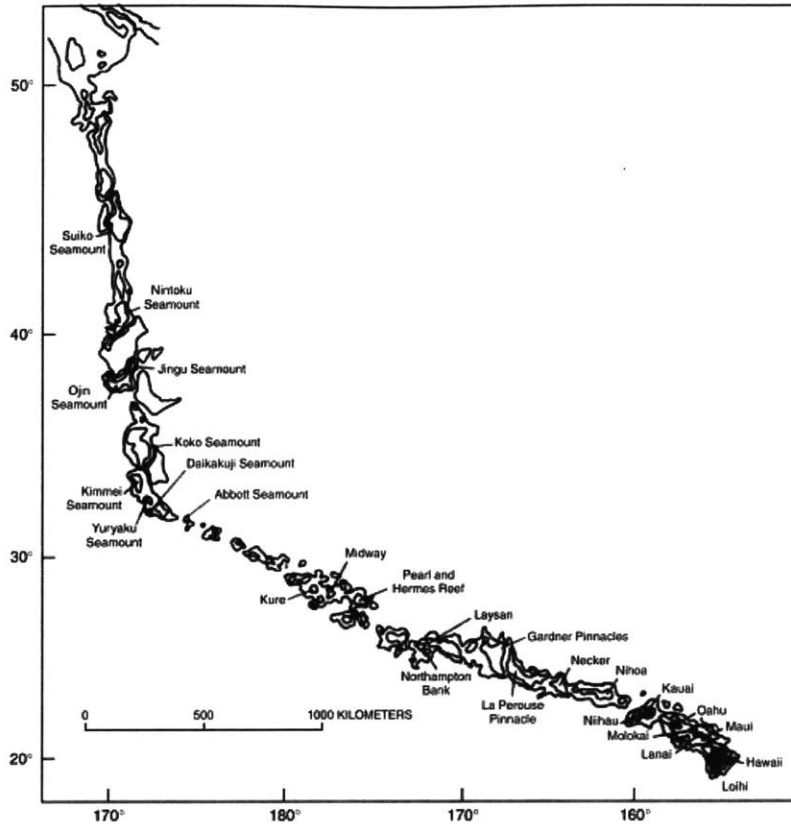 50°
Suiko
Seamount
Nintoku
Seamount
40°
Jingu Seamount
Ojin
Seamount
Koko Seamount
Daikakuji Seamount
Kimmei
Seamount
Abbott Seamount
Yuryaku
Seamount
30°
Midway
Pearl and
Hermes Reef
Kure
Laysan
Gardner Pinnacles
Necker
Nihoa
Northampton
Bank
La Perouse
Pinnacle
Kauai
0 500 1000 KILOMETERS
Niihau
Oahu
Molokai
Maui
Lanai
20°
Hawaii
Loihi
170° 180° 170° 160°